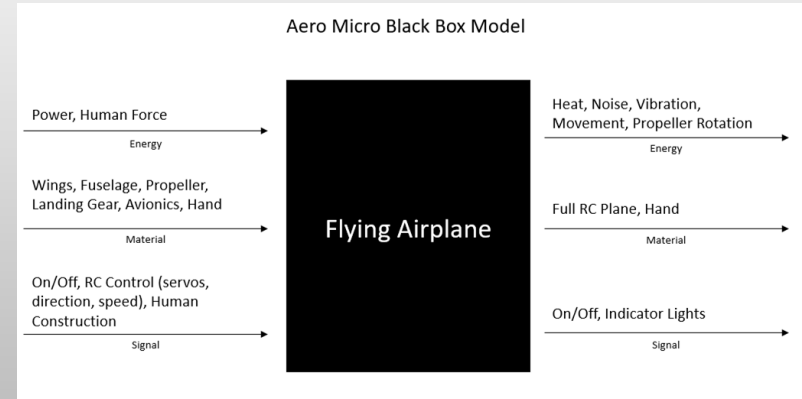 Aero Micro Black Box Model
Power, Human Force
Energy
Wings, Fuselage, Propeller,
Landing Gear, Avionics, Hand
Material
On/Off, RC Control (servos,
direction, speed), Human
Construction
Signal
Flying Airplane
Heat, Noise, Vibration,
Movement, Propeller Rotation
Energy
Full RC Plane, Hand
Material
On/Off, Indicator Lights
Signal